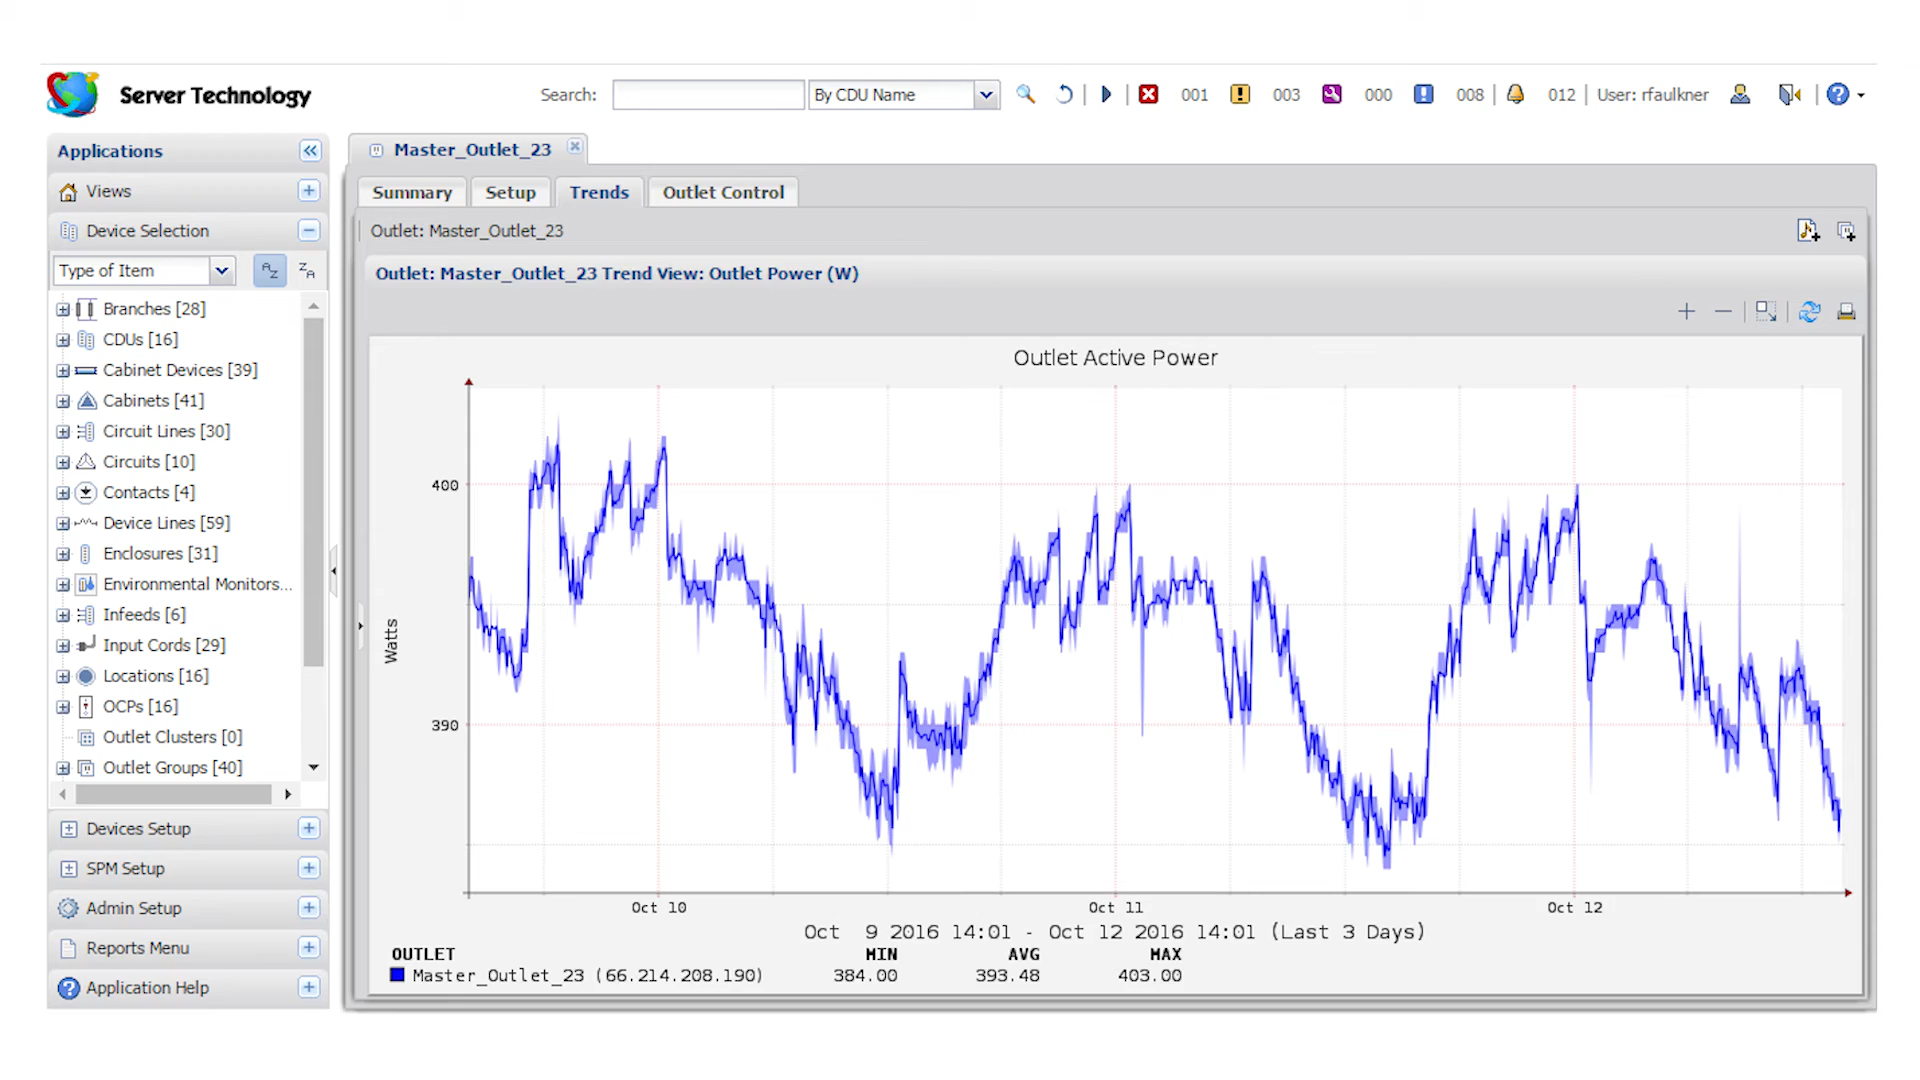 Server Technology
Search:
By CDU Name
001
003
000
008
012
User: rfaulkner
Applications
Views
Device Selection
Type of Item
AZ
ZA
Branches [28]
CDUs [16]
Cabinet Devices [39]
Cabinets [41]
Circuit Lines [30]
Circuits [10]
Contacts [4]
Device Lines [59]
Enclosures [31]
Environmental Monitors...
Infeeds [6]
Input Cords [29]
Locations [16]
OCPs [16]
Outlet Clusters [0]
Outlet Groups [40]
Devices Setup
SPM Setup
Admin Setup
Reports Menu
Application Help
Master_Outlet_23
Summary
Setup
Trends
Outlet Control
Outlet: Master_Outlet_23
Outlet: Master_Outlet_23 Trend View: Outlet Power (W)
Outlet Active Power
400
390
Watts
Oct 10
Oct 11
Oct 12
Oct 9 2016 14:01 - Oct 12 2016 14:01 (Last 3 Days)
OUTLET MIN AVG MAX
Master_Outlet_23 (66.214.208.190) 384.00 393.48 403.00